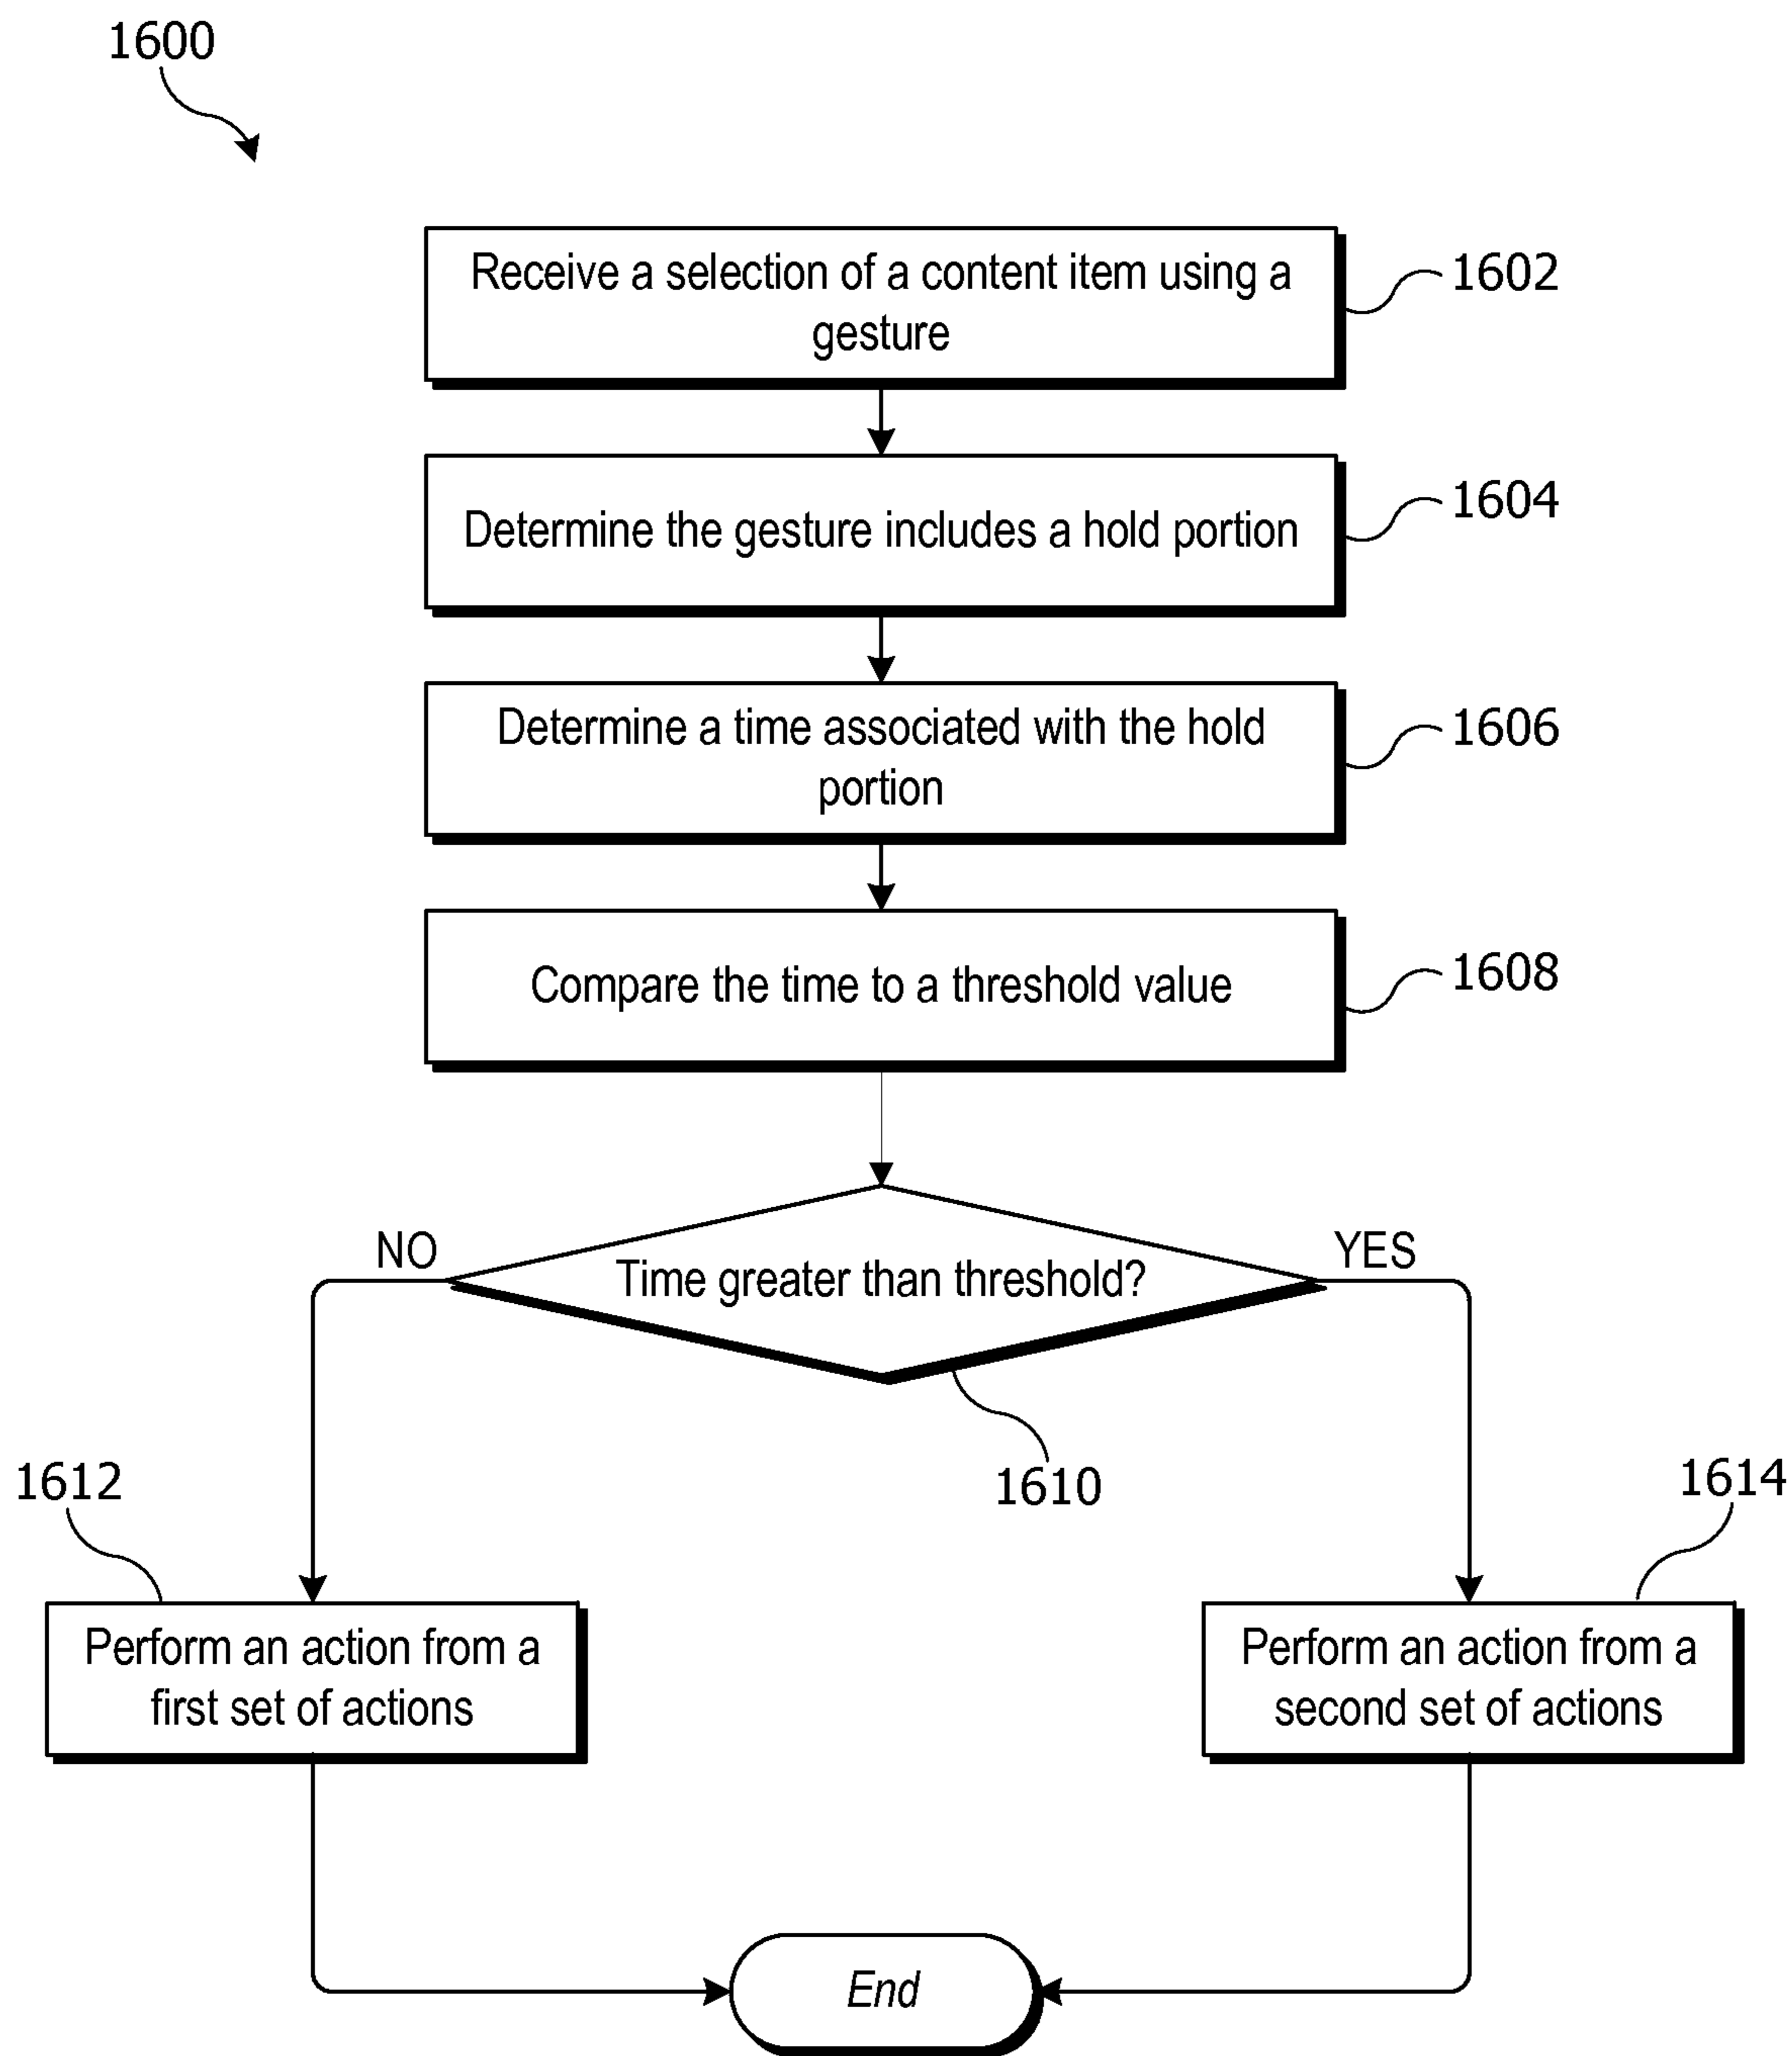 1600
Receive a selection of a content item using a
gesture
1602
Determine the gesture includes a hold portion
1604
Determine a time associated with the hold
portion
1606
Compare the time to a threshold value
1608
NO
Time greater than threshold?
YES
1610
1612
1614
Perform an action from a
first set of actions
Perform an action from a
second set of actions
End